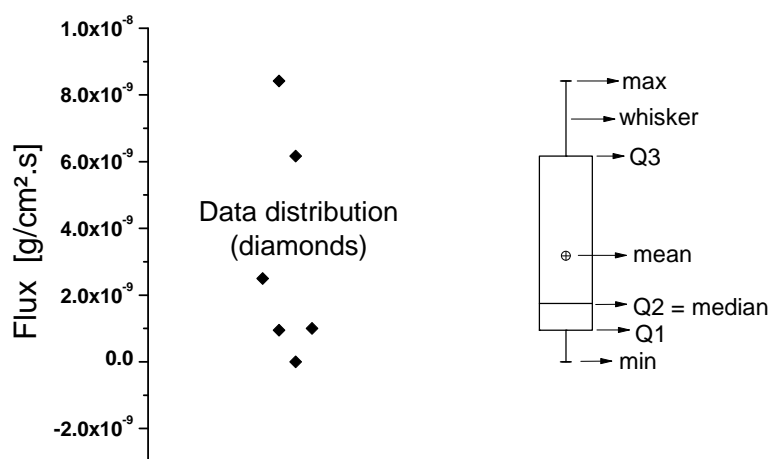 1.0x10⁻⁸
8.0x10⁻⁹
6.0x10⁻⁹
4.0x10⁻⁹
2.0x10⁻⁹
0.0
-2.0x10⁻⁹
Flux [g/cm².s]
Data distribution
(diamonds)
max
whisker
Q3
mean
Q2 = median
Q1
min